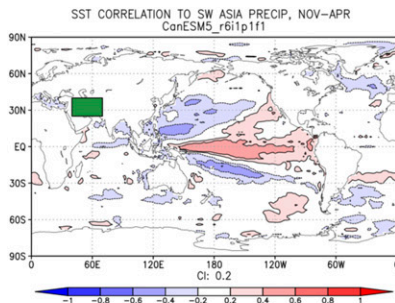 SST CORRELATION TO SW ASIA PRECIP, NOV-APR
CanESM5_r6i1p1f1
90N
60N
30N
EQ
30S
60S
90S
0 60E 120E 180 120W 60W 0
CI: 0.2
-1 -0.8 -0.6 -0.4 -0.2 0.2 0.4 0.6 0.8 1